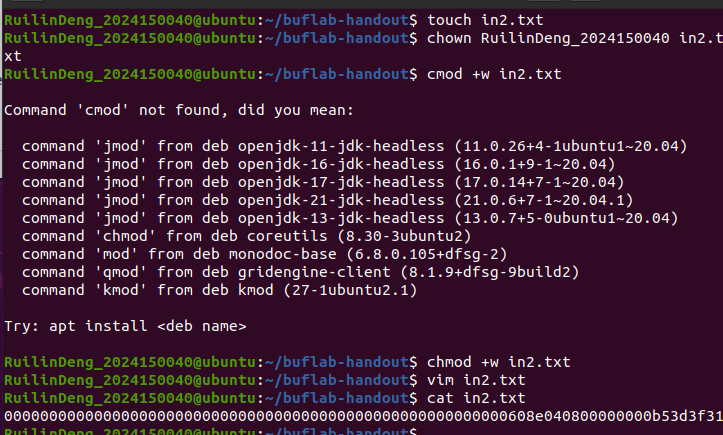 RuilinDeng_2024150040@ubuntu:~/buflab-handout$ touch in2.txt
RuilinDeng_2024150040@ubuntu:~/buflab-handout$ chown RuilinDeng_2024150040 in2.t
xt
RuilinDeng_2024150040@ubuntu:~/buflab-handout$ cmod +w in2.txt
Command 'cmod' not found, did you mean:
command 'jmod' from deb openjdk-11-jdk-headless (11.0.26+4-1ubuntu1~20.04)
command 'jmod' from deb openjdk-16-jdk-headless (16.0.1+9-1~20.04)
command 'jmod' from deb openjdk-17-jdk-headless (17.0.14+7-1~20.04)
command 'jmod' from deb openjdk-21-jdk-headless (21.0.6+7-1~20.04.1)
command 'jmod' from deb openjdk-13-jdk-headless (13.0.7+5-0ubuntu1~20.04)
command 'chmod' from deb coreutils (8.30-3ubuntu2)
command 'mod' from deb monodoc-base (6.8.0.105+dfsg-2)
command 'qmod' from deb gridengine-client (8.1.9+dfsg-9build2)
command 'kmod' from deb kmod (27-1ubuntu2.1)
Try: apt install <deb name>
RuilinDeng_2024150040@ubuntu:~/buflab-handout$ chmod +w in2.txt
RuilinDeng_2024150040@ubuntu:~/buflab-handout$ vim in2.txt
RuilinDeng_2024150040@ubuntu:~/buflab-handout$ cat in2.txt
00000000000000000000000000000000000000000000000000000000608e040800000000b53d3f31
RuilinDeng_2024150040@ubuntu:~/buflab-handout$